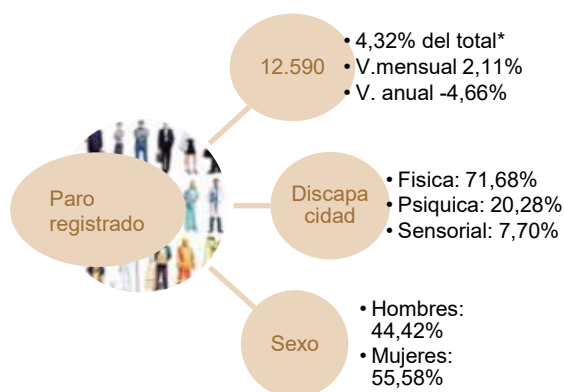 12.590
• 4,32% del total*
• V.mensual 2,11%
• V. anual -4,66%
Paro
registrado
Discapa
cidad
• Fisica: 71,68%
• Psiquica: 20,28%
• Sensorial: 7,70%
Sexo
• Hombres:
44,42%
• Mujeres:
55,58%